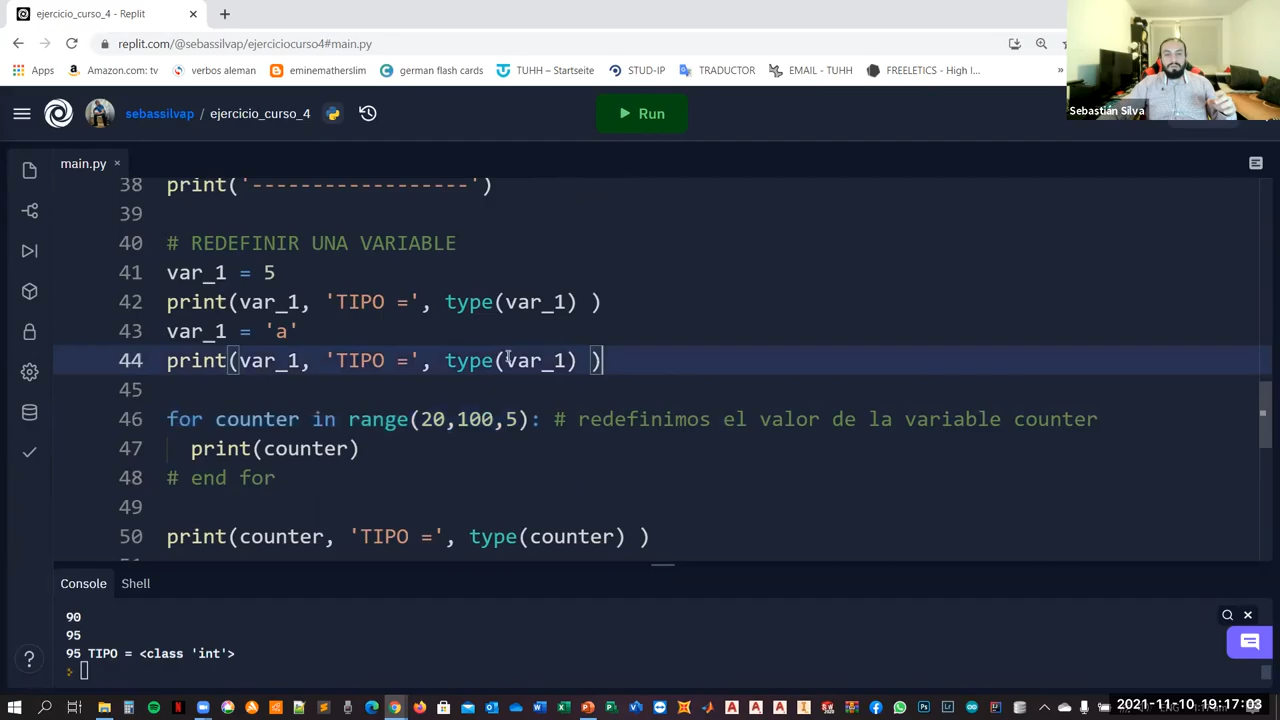 ejercicio_curso_4 - Replit
replit.com/@sebassilvap/ejerciciocurso4#main.py
Apps
Amazon.com: tv
verbos aleman
eminematherslim
german flash card
TUHH – Startseite
STUD-IP
TRADUCTOR
EMAIL - TUHH
FREELETICS - High I...
»
Sebastián Silva
sebassilvap / ejercicio_curso_4
Run
main.py
38 print('------------------')
39
40 # REDEFINIR UNA VARIABLE
41 var_1 = 5
42 print(var_1, 'TIPO =', type(var_1) )
43 var_1 = 'a'
44 print(var_1, 'TIPO =', type(var_1) )
45
46 for counter in range(20,100,5): # redefinimos el valor de la variable counter
47 print(counter)
48 # end for
49
50 print(counter, 'TIPO =', type(counter) )
Console
Shell
90
95
95 TIPO = <class 'int'>
2021-11-10 19:17:03